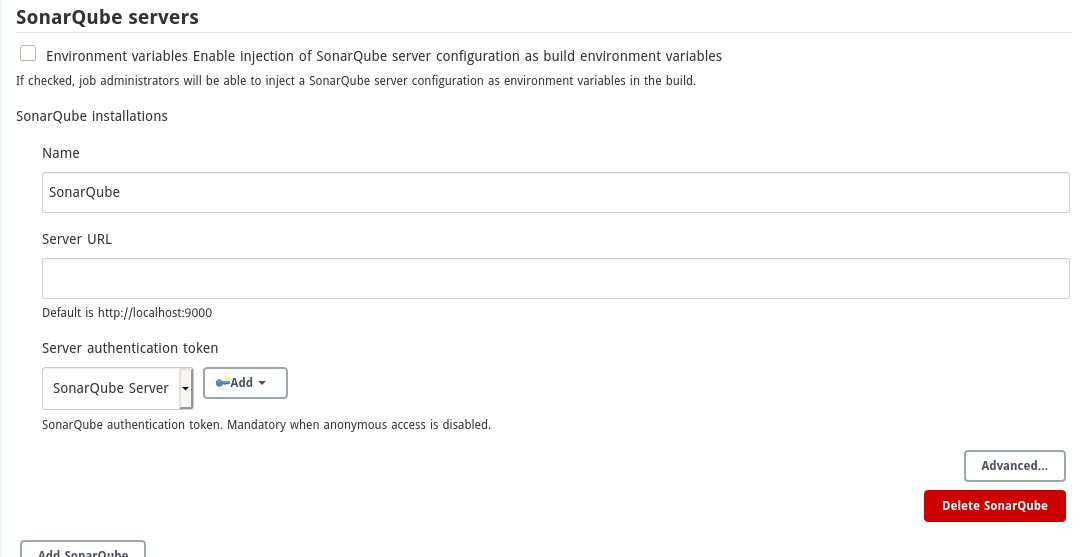 SonarQube servers
Environment variables Enable injection of SonarQube server configuration as build environment variables
If checked, job administrators will be able to inject a SonarQube server configuration as environment variables in the build.
SonarQube installations
Name
SonarQube
Server URL
Default is http://localhost:9000
Server authentication token
SonarQube Server
Add
SonarQube authentication token. Mandatory when anonymous access is disabled.
Advanced...
Delete SonarQube
Add SonarQube